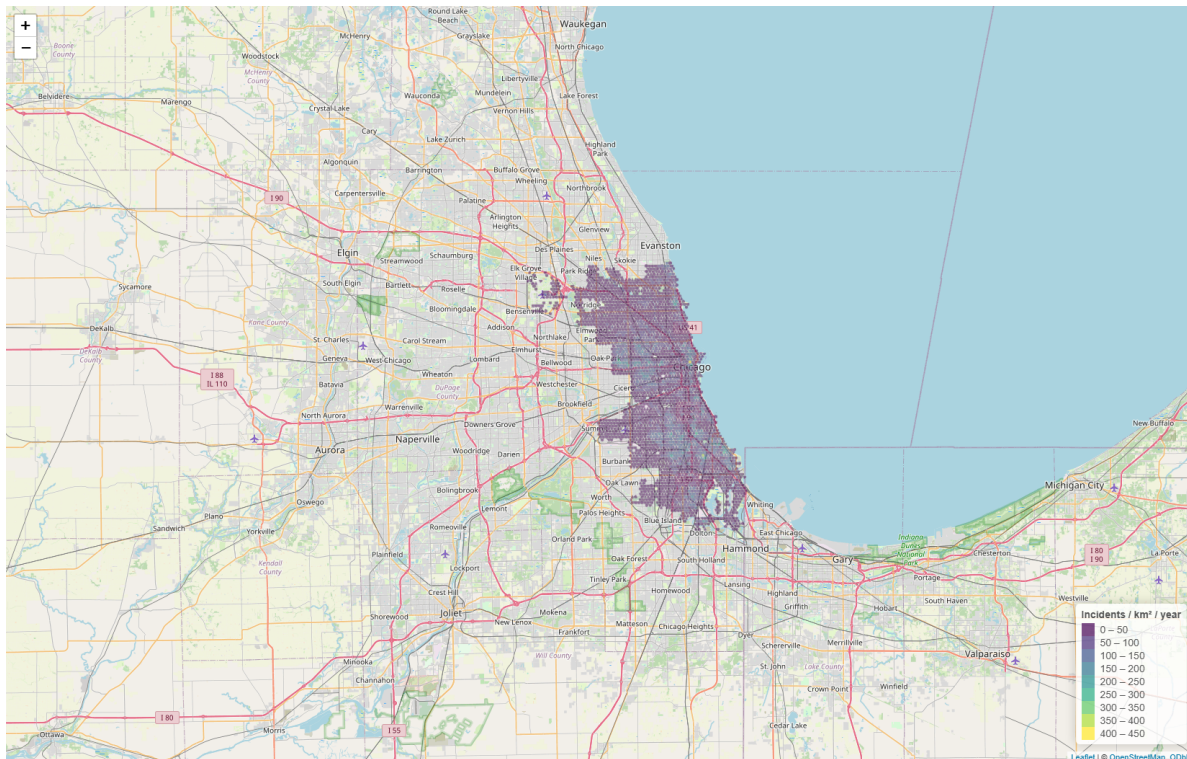 +
−
Round Lake
Beach
Waukegan
McHenry
Grayslake
North Chicago
Boone
County
Woodstock
McHenry
County
Libertyville
Mundelein
Lake Forest
Wauconda
Belvidere
Marengo
Crystal Lake
Vernon Hills
Cary
Lake Zurich
Highland
Park
Algonquin
Barrington
Buffalo Grove
Wheeling
Northbrook
I 90
Carpentersville
Palatine
Arlington
Heights
Glenview
Elgin
Streamwood
Schaumburg
Des Plaines
Niles
Skokie
Evanston
Elk Grove
Village
Park Ridge
South Elgin
Bartlett
Roselle
Sycamore
Bloomingdale
Bensenville
Norridge
Kane County
Addison
US 41
DeKalb
DeKalb
County
St. Charles
Carol Stream
Northlake
Elmwood
Park
Geneva
West Chicago
Lombard
Elmhurst
Bellwood
Oak Park
Chicago
I 88
IL 110
Batavia
Wheaton
DuPage
County
Westchester
Cicero
Warrenville
Brookfield
North Aurora
Downers Grove
Summit
New Buffalo
Naperville
Aurora
Woodridge
Darien
Burbank
Oak Lawn
Bolingbrook
Michigan City
Oswego
Lemont
Worth
Palos Heights
Whiting
Sandwich
Plano
Yorkville
Romeoville
Blue Island
Dolton
East Chicago
Orland Park
Indiana
Dunes
National
Park
Hammond
Plainfield
Kendall
County
Lockport
Oak Forest
South Holland
Gary
Chesterton
I 80
I 90
La Porte
Crest Hill
Tinley Park
Homewood
Lansing
Highland
Portage
Westville
Shorewood
Joliet
New Lenox
Mokena
Frankfort
Matteson
Chicago Heights
Griffith
Hobart
South Haven
Dyer
Merrillville
Minooka
Will County
Schererville
St. John
Lake County
Valparaiso
Channahon
Crown Point
Winfield
I 80
I 55
Morris
Ottawa
Cedar Lake
Incidents / km² / year
0 – 50
50 – 100
100 – 150
150 – 200
200 – 250
250 – 300
300 – 350
350 – 400
400 – 450
Leaflet | © OpenStreetMap, ODbL